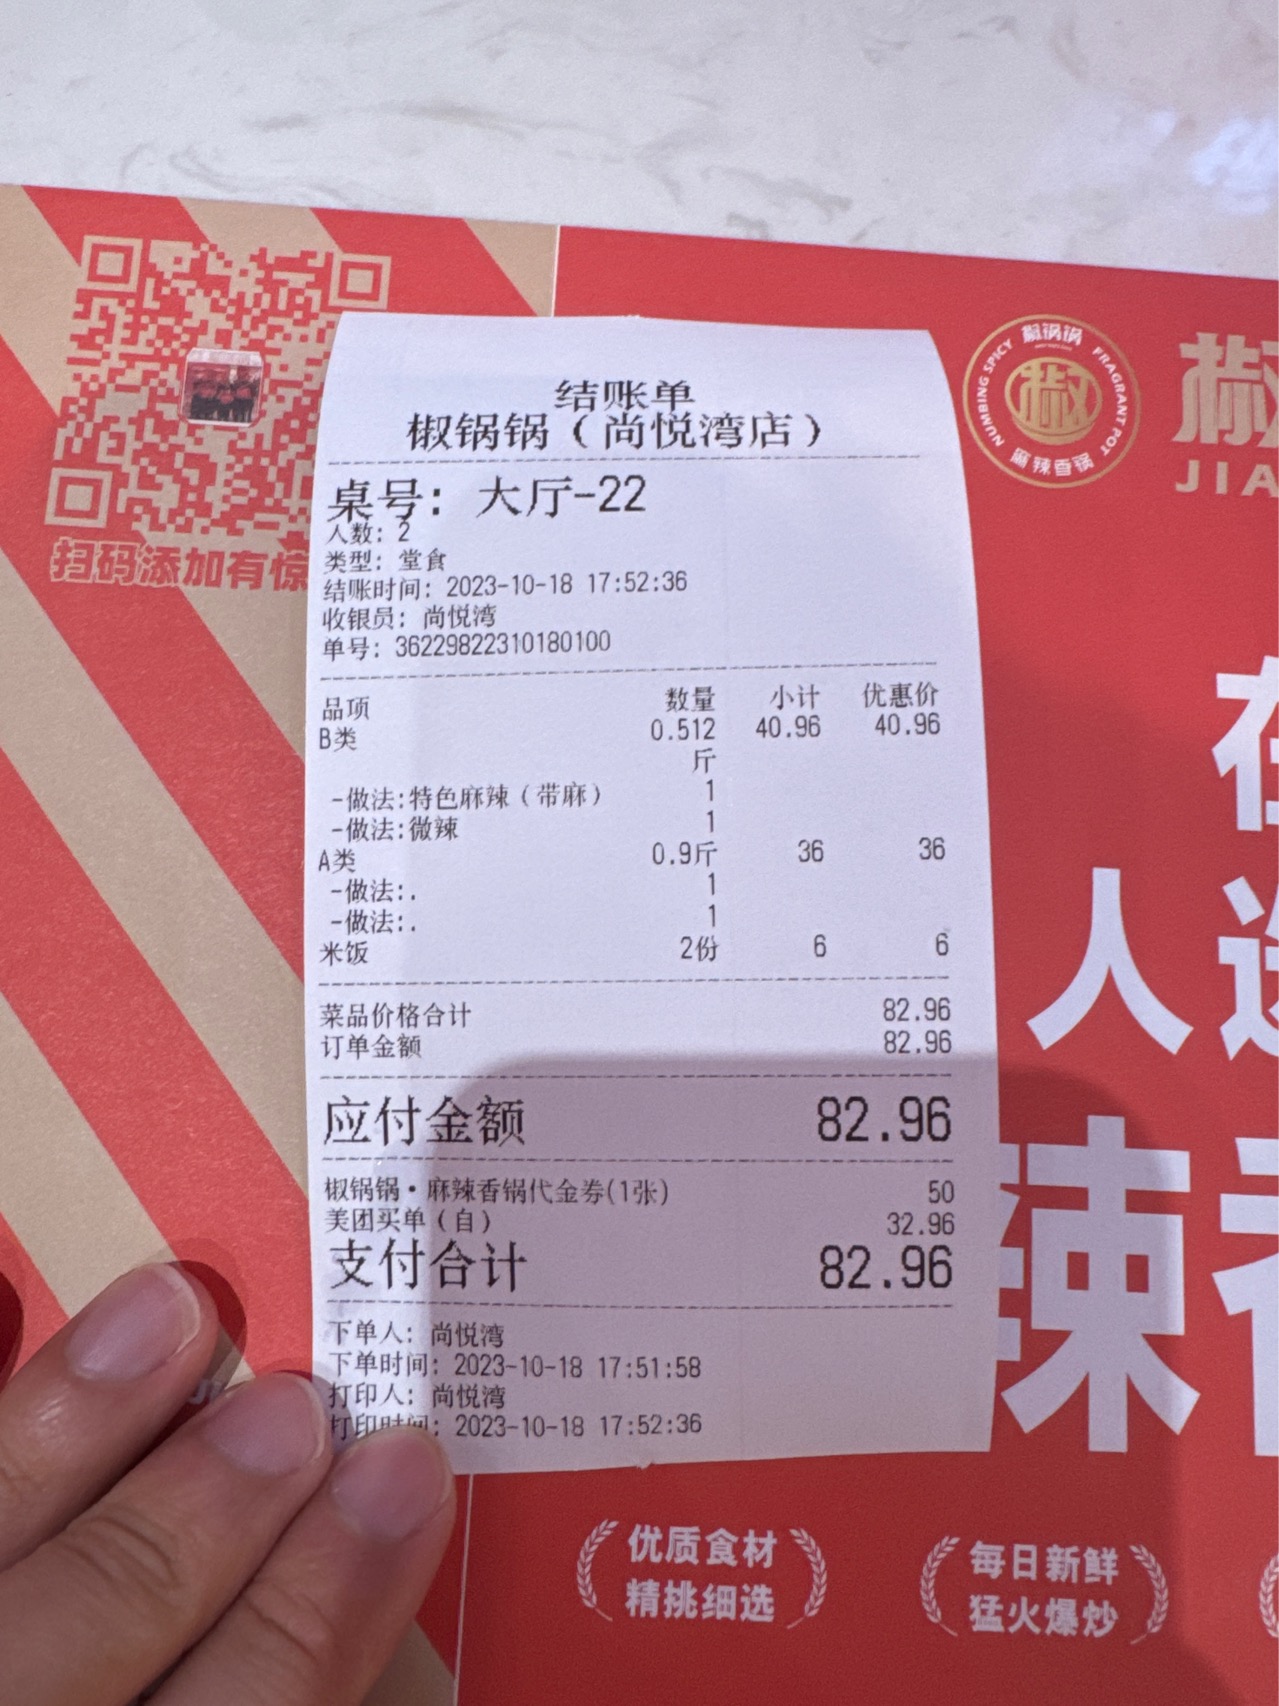 结账单
椒锅锅（尚悦湾店）
桌号：大厅-22
人数：2
类型：堂食
结账时间：2023-10-18 17:52:36
收银员：尚悦湾
单号：36229822310180100
品项 数量 小计 优惠价
B类 0.512斤 40.96 40.96
-做法:特色麻辣（带麻） 1
-做法:微辣 1
A类 0.9斤 36 36
-做法:. 1
-做法:. 1
米饭 2份 6 6
菜品价格合计 82.96
订单金额 82.96
应付金额 82.96
椒锅锅·麻辣香锅代金券(1张) 50
美团买单（自） 32.96
支付合计 82.96
下单人：尚悦湾
下单时间：2023-10-18 17:51:58
打印人：尚悦湾
打印时间：2023-10-18 17:52:36
扫码添加有惊
椒锅锅
NUMBING SPICY FRAGRANT POT
椒
麻辣香锅
椒
JIA
在
人
辣香
优质食材
精挑细选
每日新鲜
猛火爆炒